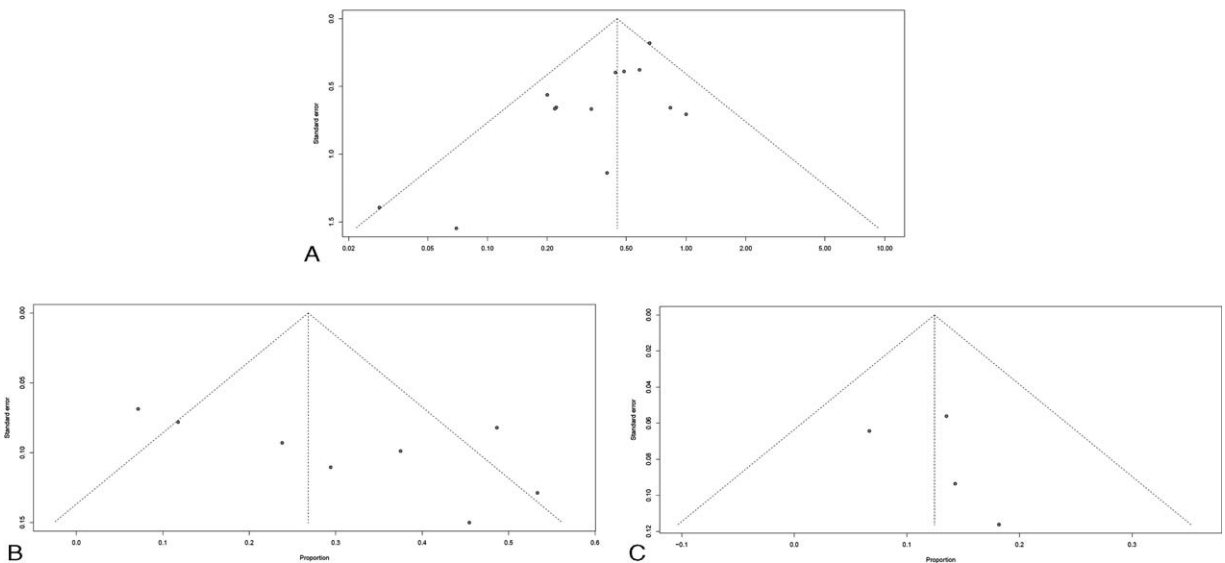 0.0
0.5
1.0
1.5
Standard error
0.02 0.05 0.10 0.20 0.50 1.00 2.00 5.00 10.00
A
0.00
0.05
0.10
0.15
Standard error
0.0 0.1 0.2 0.3 0.4 0.5 0.6
Proportion
B
0.00
0.02
0.04
0.06
0.08
0.10
0.12
Standard error
−0.1 0.0 0.1 0.2 0.3
Proportion
C